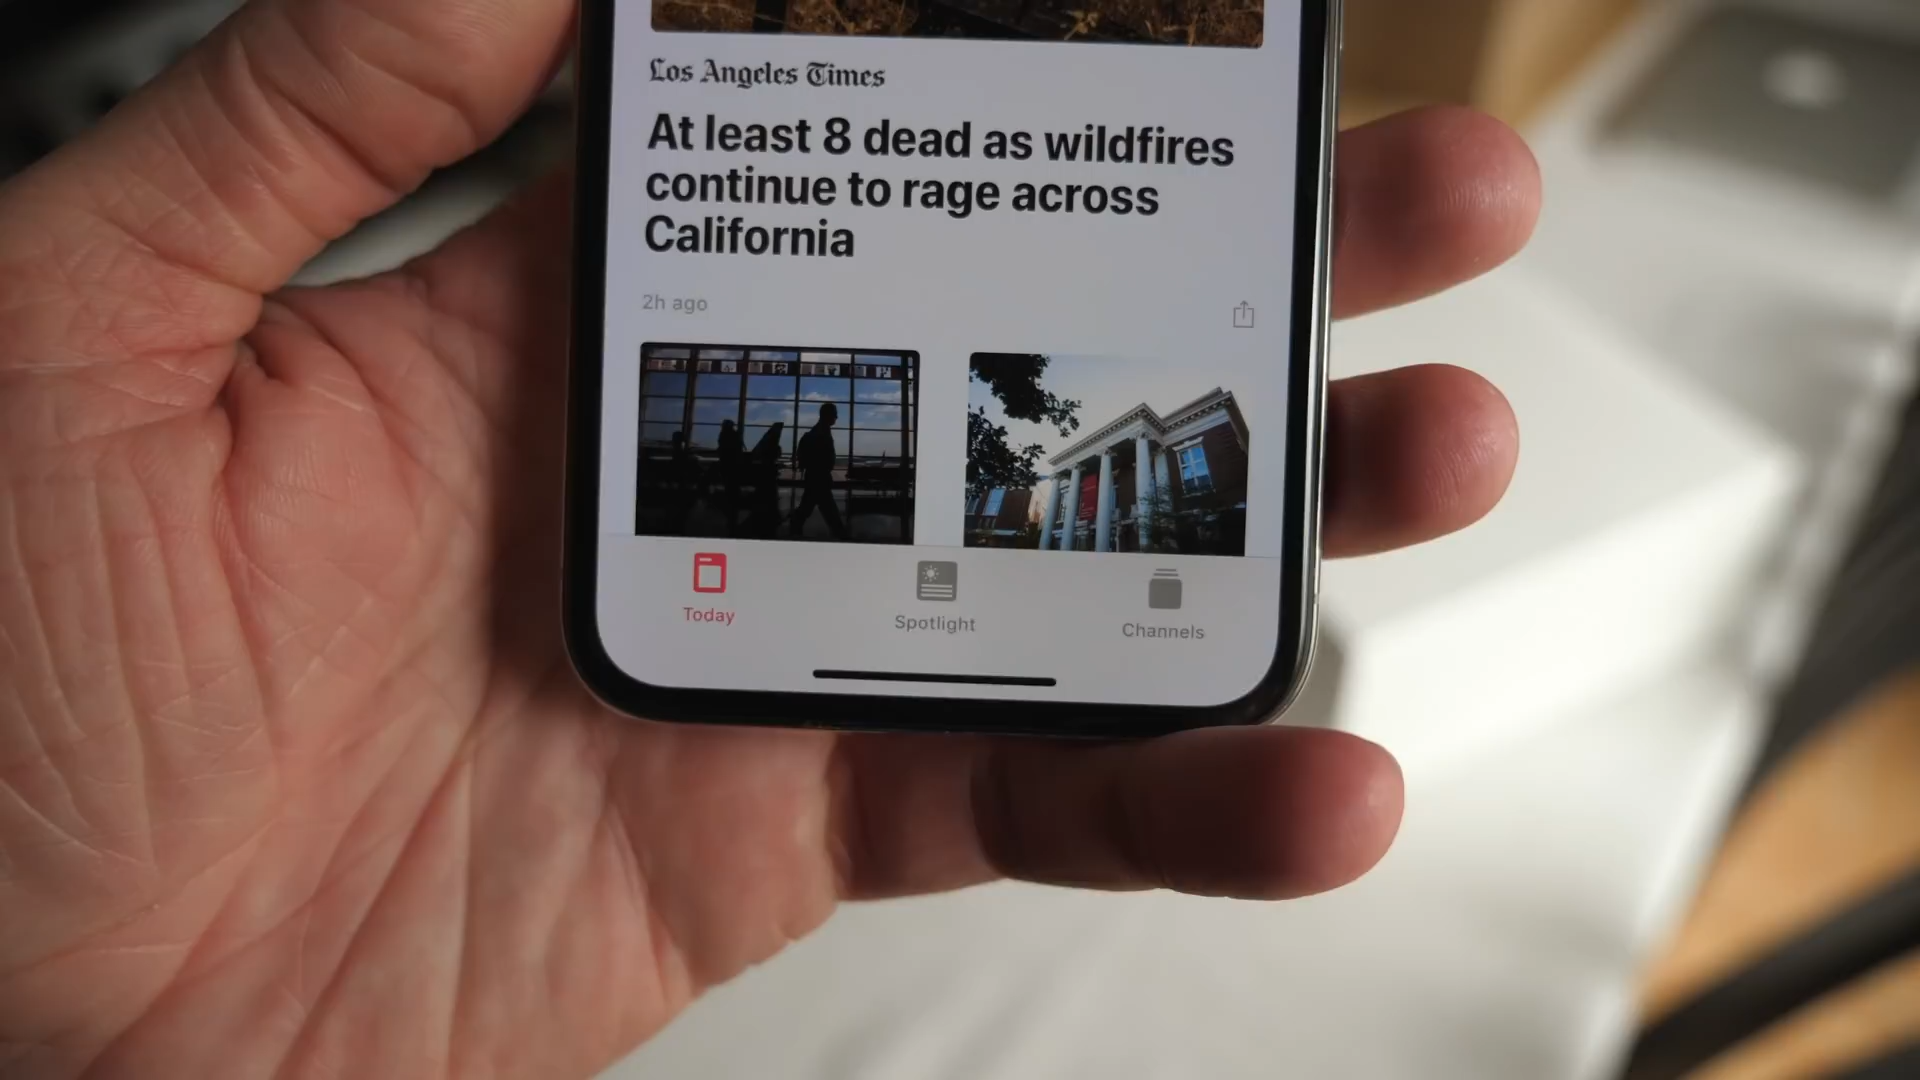 Los Angeles Times
At least 8 dead as wildfires
continue to rage across
California
2h ago
Today
Spotlight
Channels